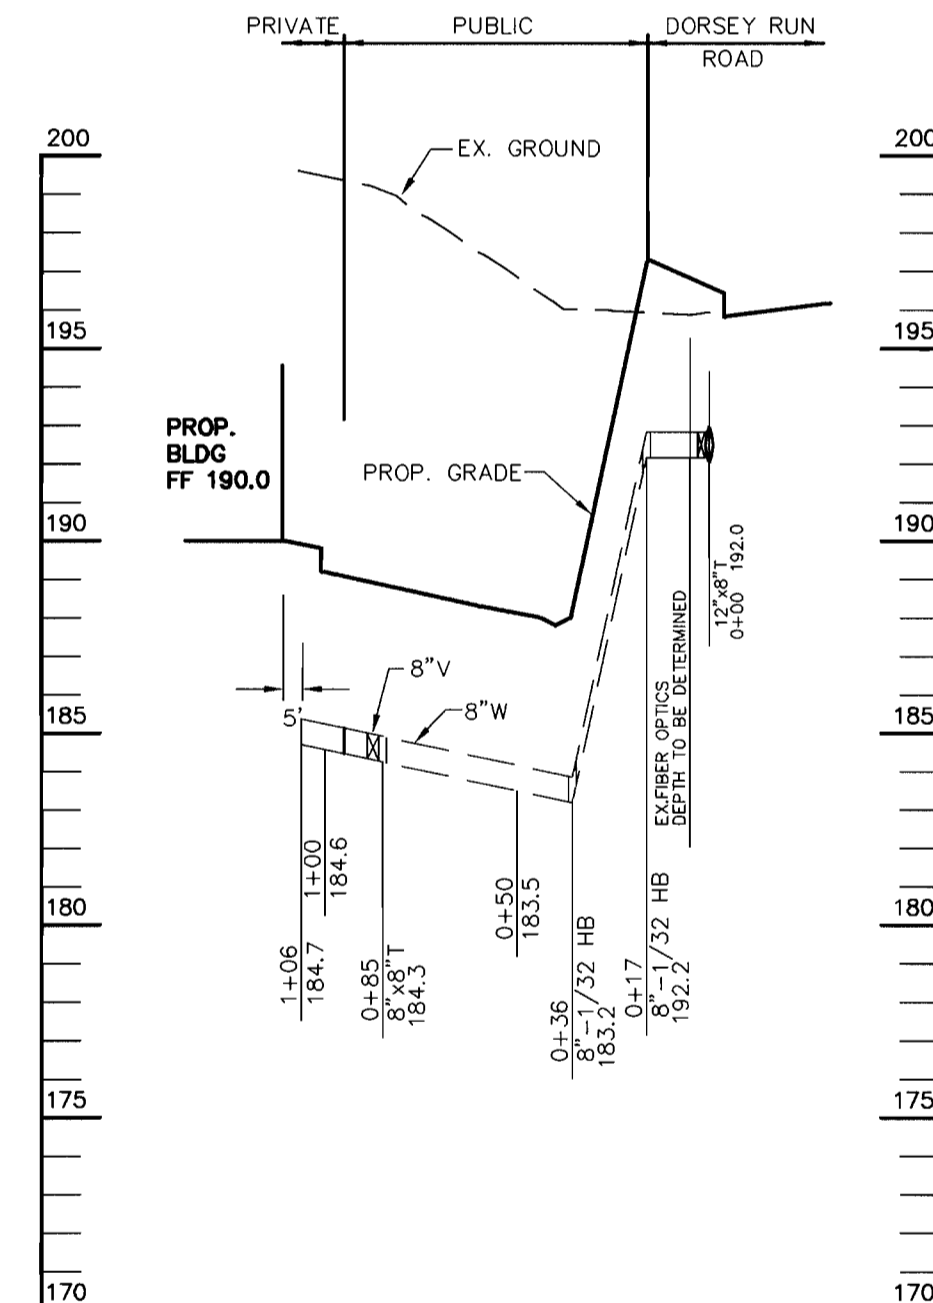 PRIVATE PUBLIC DORSEY RUN
ROAD
200 200
EX. GROUND
195 195
PROP.
BLDG
FF 190.0
PROP. GRADE
190 190
12"x8"T
0+00 192.0
EX.FIBER OPTICS
DEPTH TO BE DETERMINED
8"V
8"W
5'
185 185
1+00
184.6
0+50
183.5
180 180
1+06
184.7
0+85
8"x8"T
184.3
0+36
8"-1/32 HB
183.2
0+17
8"-1/32 HB
192.2
175 175
170 170